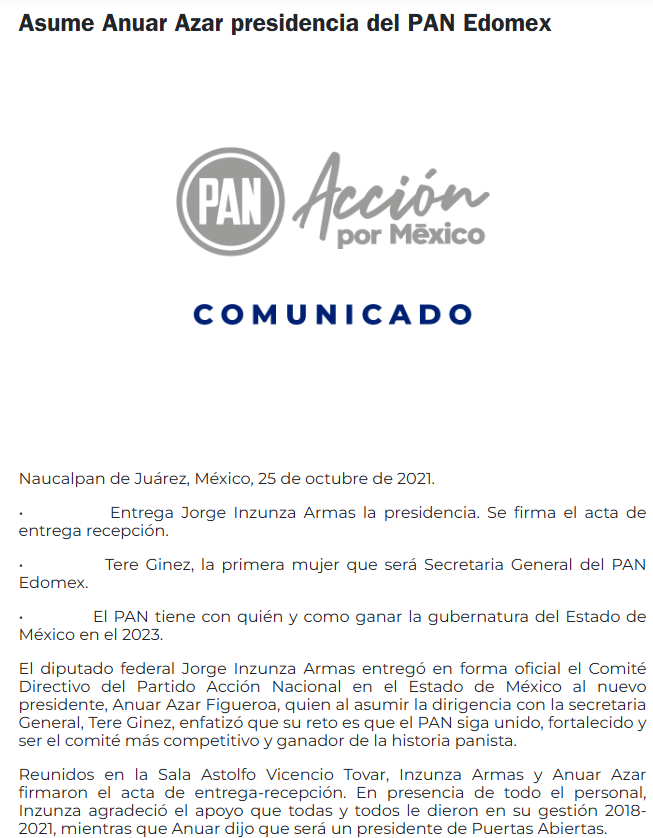 Asume Anuar Azar presidencia del PAN Edomex
PAN Acción
por México
COMUNICADO
Naucalpan de Juárez, México, 25 de octubre de 2021.
• Entrega Jorge Inzunza Armas la presidencia. Se firma el acta de
entrega recepción.
• Tere Ginez, la primera mujer que será Secretaria General del PAN
Edomex.
• El PAN tiene con quién y como ganar la gubernatura del Estado de
México en el 2023.
El diputado federal Jorge Inzunza Armas entregó en forma oficial el Comité
Directivo del Partido Acción Nacional en el Estado de México al nuevo
presidente, Anuar Azar Figueroa, quien al asumir la dirigencia con la secretaria
General, Tere Ginez, enfatizó que su reto es que el PAN siga unido, fortalecido y
ser el comité más competitivo y ganador de la historia panista.
Reunidos en la Sala Astolfo Vicencio Tovar, Inzunza Armas y Anuar Azar
firmaron el acta de entrega-recepción. En presencia de todo el personal,
Inzunza agradeció el apoyo que todas y todos le dieron en su gestión 2018-
2021, mientras que Anuar dijo que será un presidente de Puertas Abiertas.